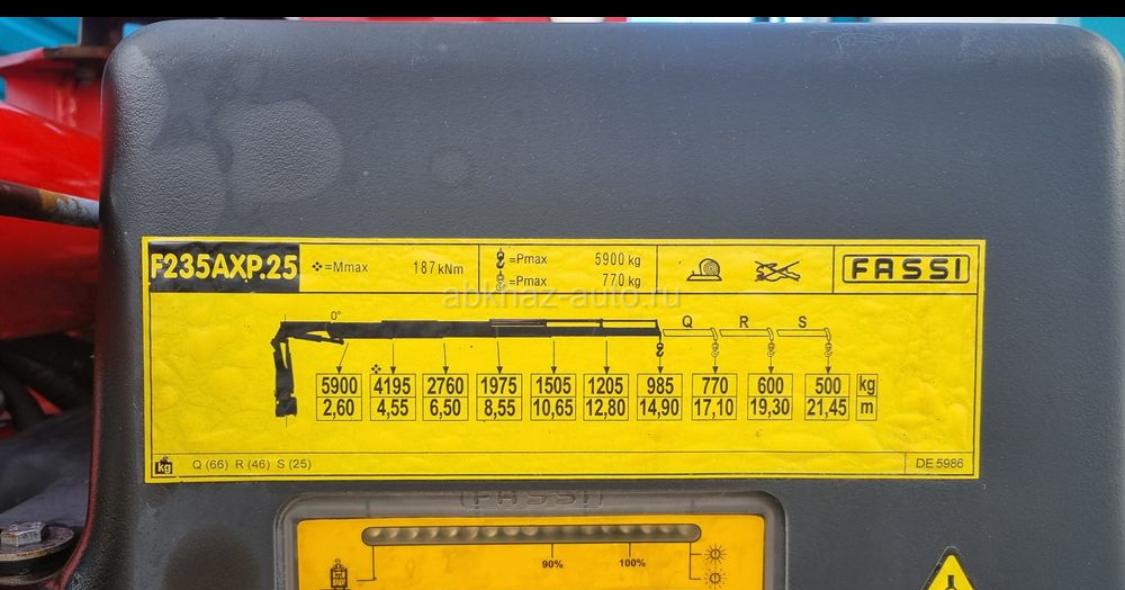 F235AXP.25 =Mmax 187 kNm =Pmax 5900 kg FASSI
=Pmax 770 kg
abkhaz-auto.ru
0° Q R S
5900 4195 2760 1975 1505 1205 985 770 600 500 kg
2,60 4,55 6,50 8,55 10,65 12,80 14,90 17,10 19,30 21,45 m
kg Q (66) R (46) S (25) DE 5986
FASSI
90% 100%